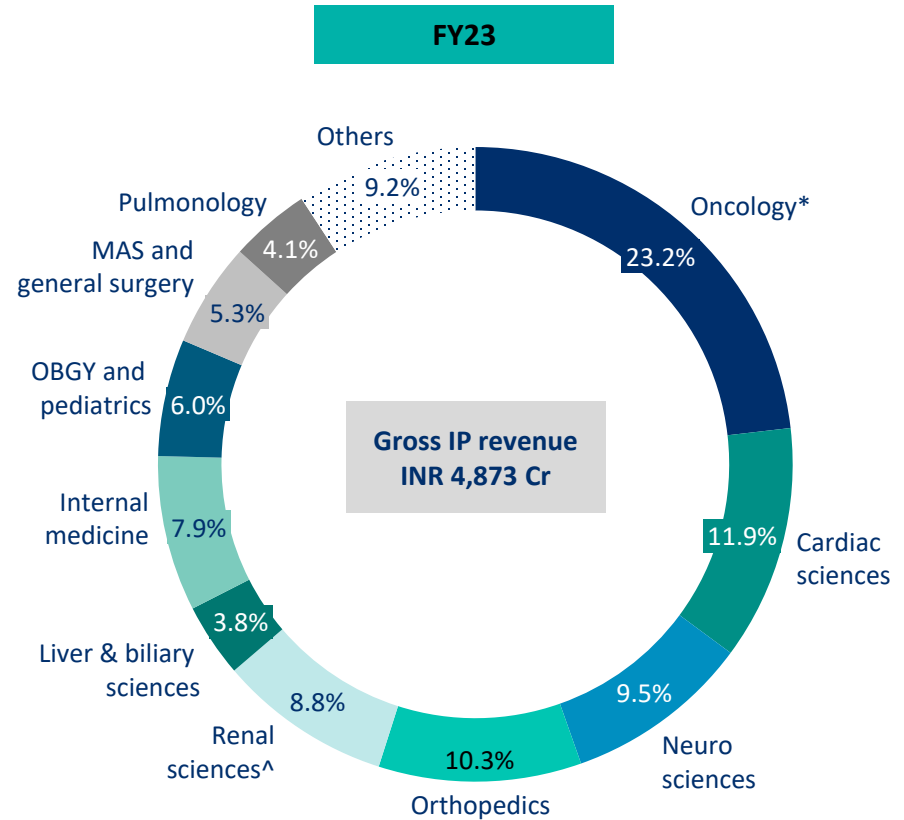 FY23
Others
9.2%
Oncology*
23.2%
Cardiac
sciences
11.9%
Neuro
sciences
9.5%
Orthopedics
10.3%
Renal
sciences^
8.8%
Liver & biliary
sciences
3.8%
Internal
medicine
7.9%
OBGY and
pediatrics
6.0%
MAS and
general surgery
5.3%
Pulmonology
4.1%
Gross IP revenue
INR 4,873 Cr